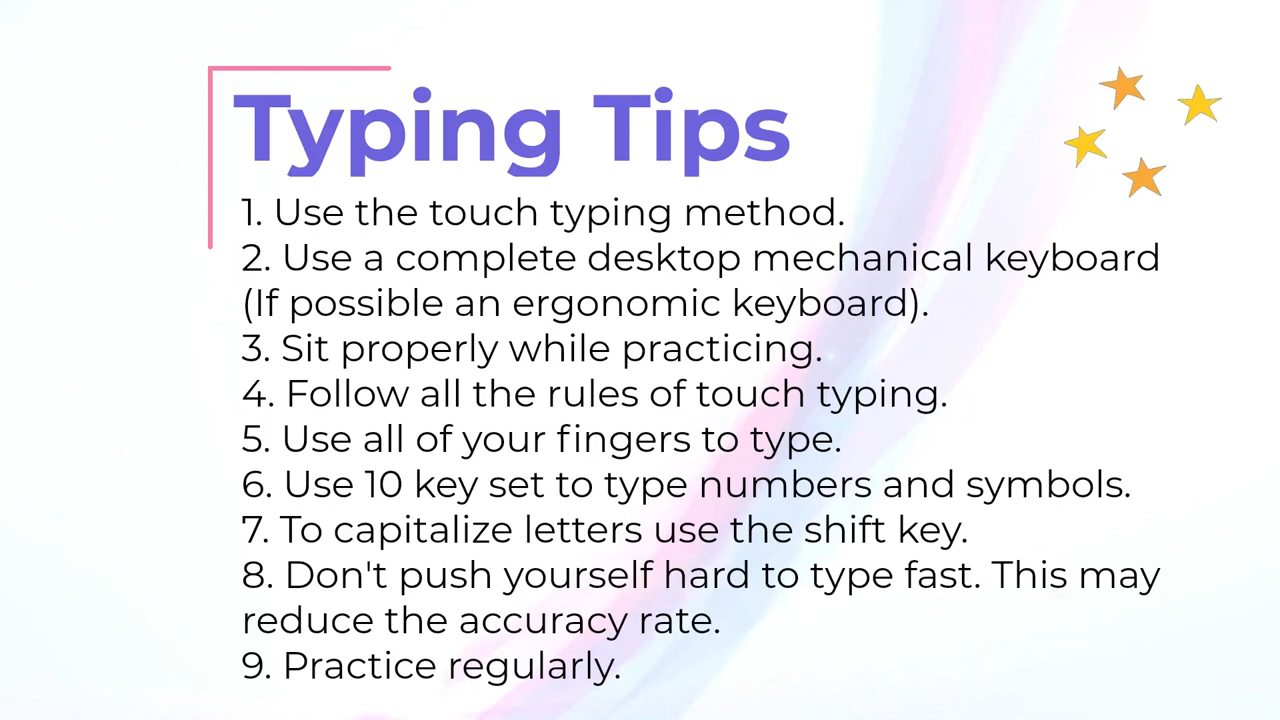 Typing Tips
1. Use the touch typing method.
2. Use a complete desktop mechanical keyboard
(If possible an ergonomic keyboard).
3. Sit properly while practicing.
4. Follow all the rules of touch typing.
5. Use all of your fingers to type.
6. Use 10 key set to type numbers and symbols.
7. To capitalize letters use the shift key.
8. Don't push yourself hard to type fast. This may
reduce the accuracy rate.
9. Practice regularly.